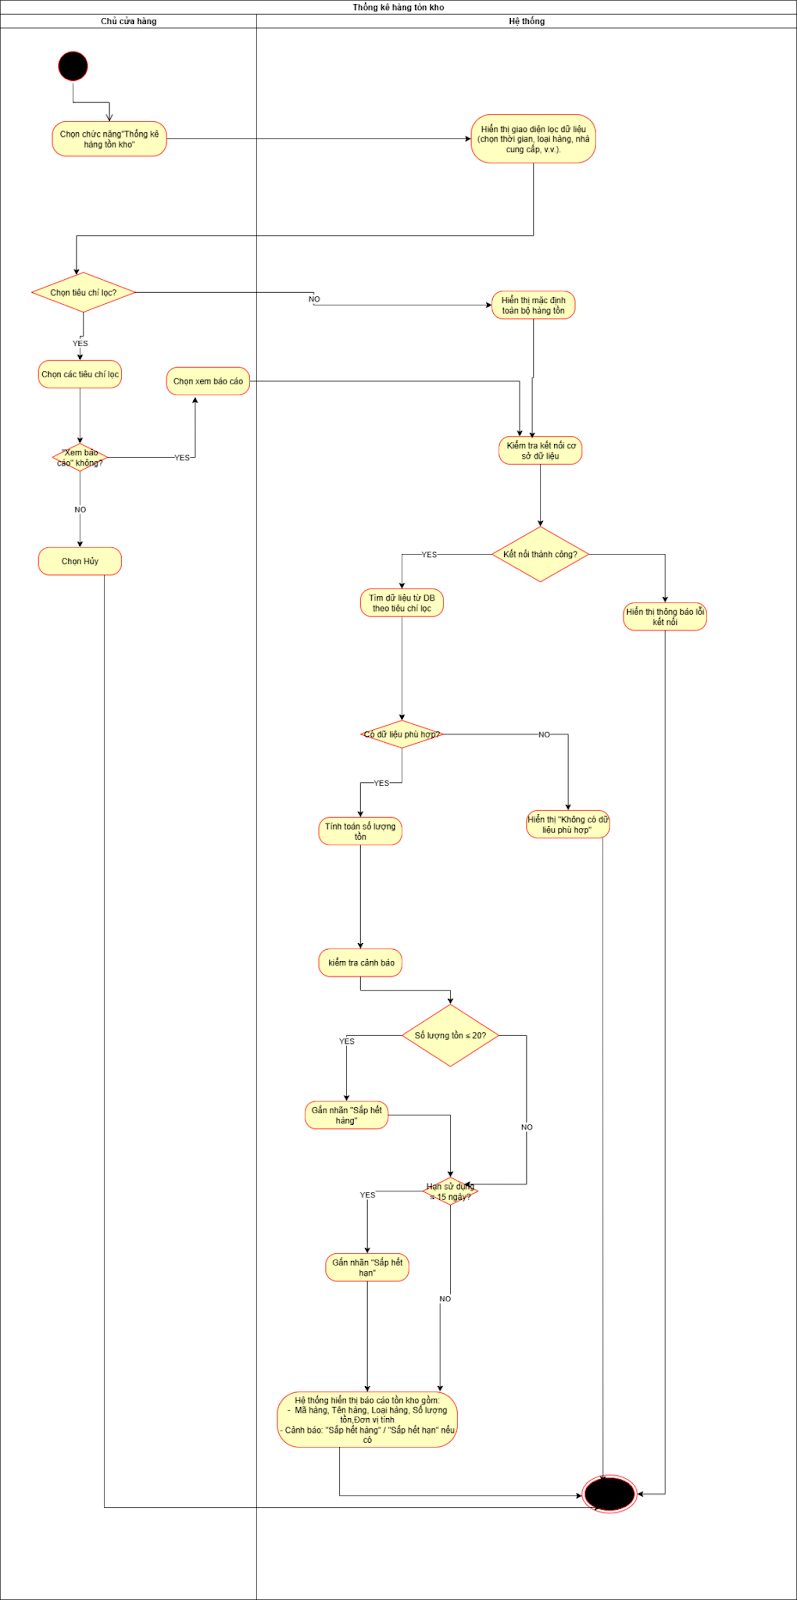 Thống kê hàng tồn kho
Chủ cửa hàng
Hệ thống
Chọn chức năng"Thống kê
hàng tồn kho"
Hiển thị giao diện lọc dữ liệu
(chọn thời gian, loại hàng, nhà
cung cấp, v.v.).
Chọn tiêu chí lọc?
NO
Hiển thị mặc định
toàn bộ hàng tồn
YES
Chọn các tiêu chí lọc
Chọn xem báo cáo
"Xem báo
cáo" không?
YES
Kiểm tra kết nối cơ
sở dữ liệu
NO
Chọn Hủy
Kết nối thành công?
YES
Tìm dữ liệu từ DB
theo tiêu chí lọc
Hiển thị thông báo lỗi
kết nối
Có dữ liệu phù hợp?
NO
YES
Tính toán số lượng
tồn
Hiển thị "Không có dữ
liệu phù hợp"
kiểm tra cảnh báo
Số lượng tồn ≤ 20?
YES
Gắn nhãn "Sắp hết
hàng"
NO
Hạn sử dụng
≤ 15 ngày?
YES
Gắn nhãn "Sắp hết
hạn"
NO
Hệ thống hiển thị báo cáo tồn kho gồm:
- Mã hàng, Tên hàng, Loại hàng, Số lượng
tồn,Đơn vị tính
- Cảnh báo: "Sắp hết hàng" / "Sắp hết hạn" nếu
có